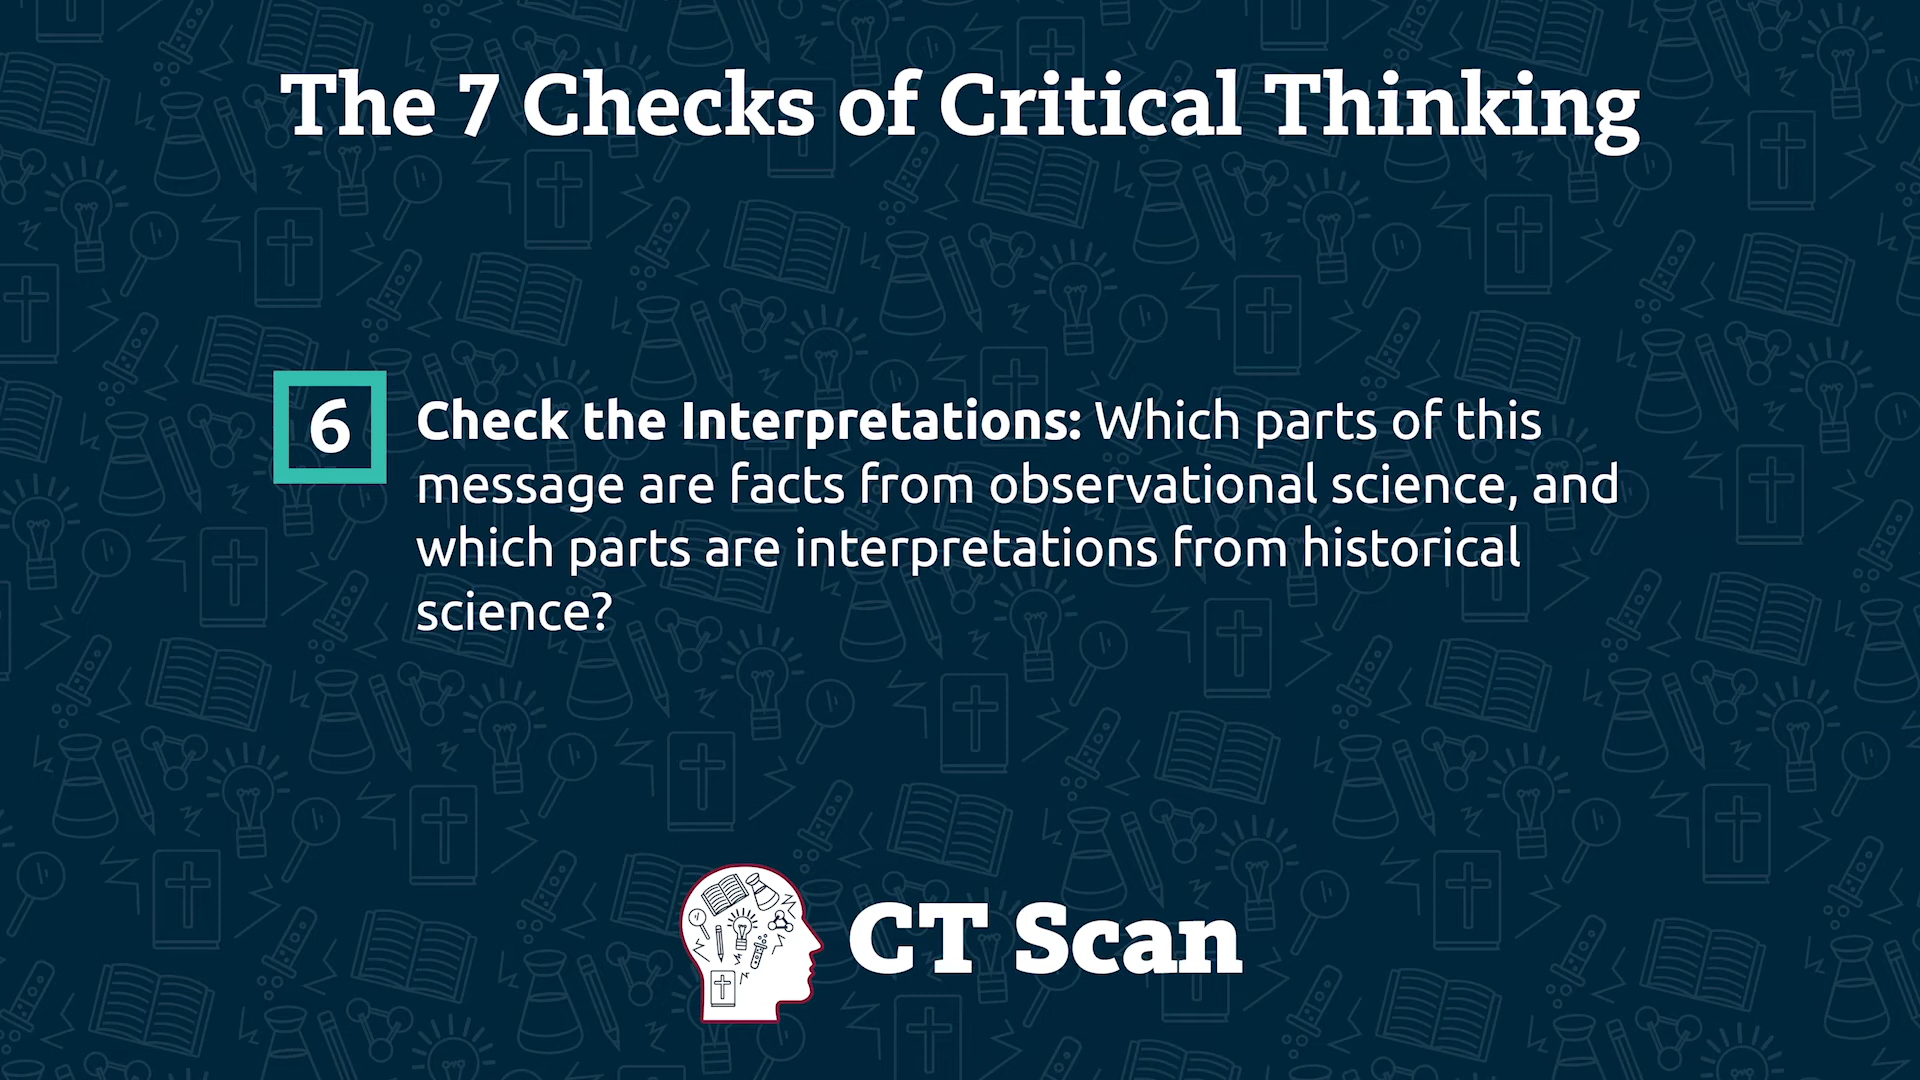 The 7 Checks of Critical Thinking
6
Check the Interpretations: Which parts of this
message are facts from observational science, and
which parts are interpretations from historical
science?
CT Scan